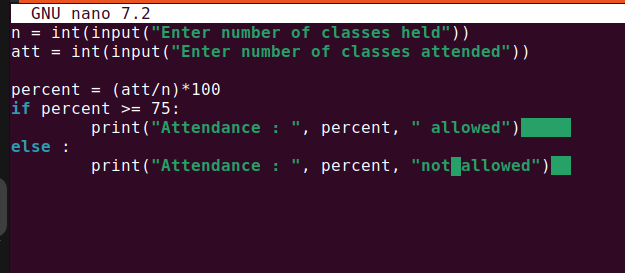 GNU nano 7.2
n = int(input("Enter number of classes held"))
att = int(input("Enter number of classes attended"))
percent = (att/n)*100
if percent >= 75:
        print("Attendance : ", percent, " allowed")
else :
        print("Attendance : ", percent, "not allowed")